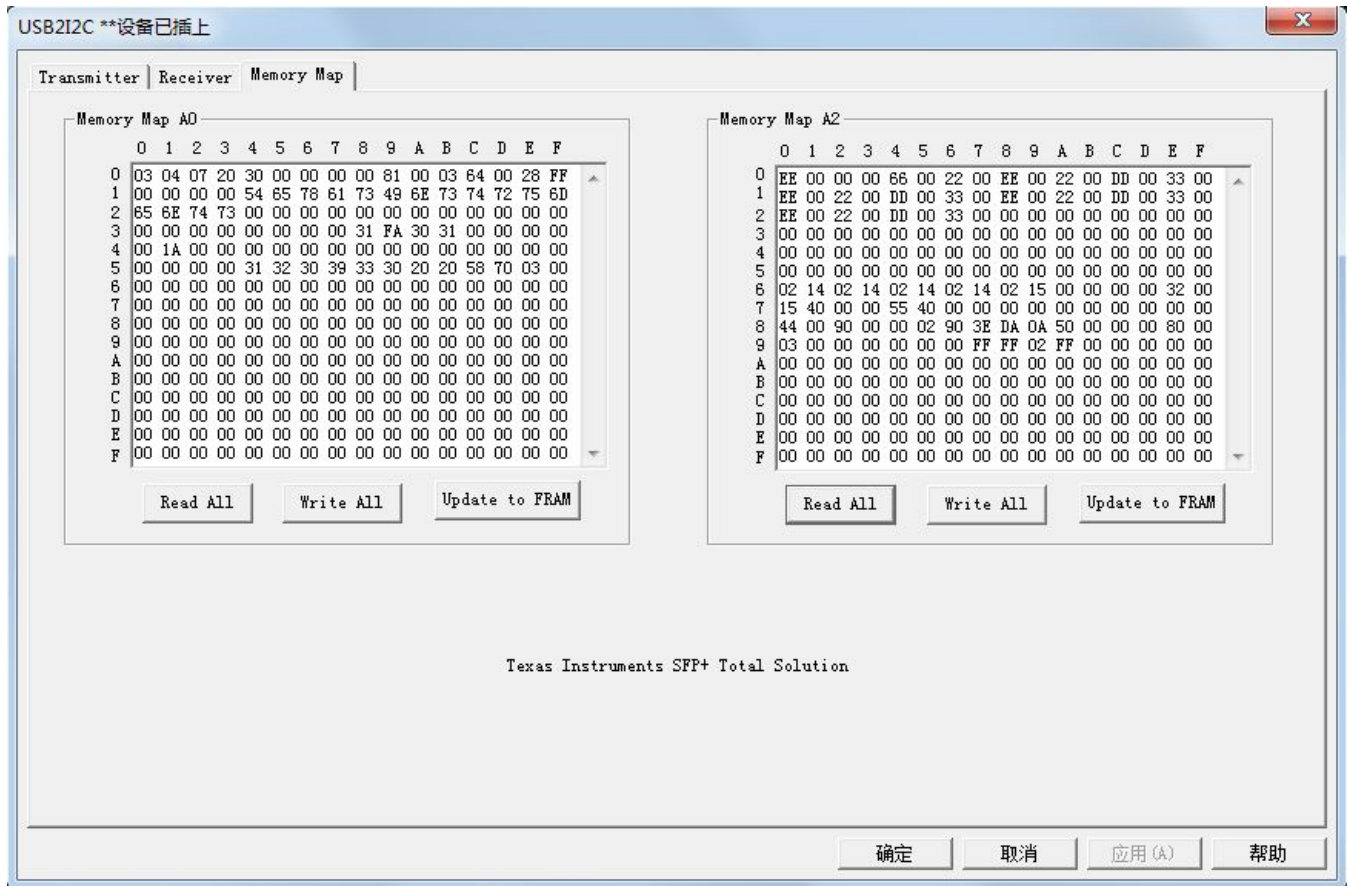 USB2I2C **设备已插上
X
Transmitter Receiver Memory Map
Memory Map A0
0 1 2 3 4 5 6 7 8 9 A B C D E F
0 03 04 07 20 30 00 00 00 00 81 00 03 64 00 28 FF
1 00 00 00 00 54 65 78 61 73 49 6E 73 74 72 75 6D
2 65 6E 74 73 00 00 00 00 00 00 00 00 00 00 00 00
3 00 00 00 00 00 00 00 00 31 FA 30 31 00 00 00 00
4 00 1A 00 00 00 00 00 00 00 00 00 00 00 00 00 00
5 00 00 00 00 31 32 30 39 33 30 20 20 58 70 03 00
6 00 00 00 00 00 00 00 00 00 00 00 00 00 00 00 00
7 00 00 00 00 00 00 00 00 00 00 00 00 00 00 00 00
8 00 00 00 00 00 00 00 00 00 00 00 00 00 00 00 00
9 00 00 00 00 00 00 00 00 00 00 00 00 00 00 00 00
A 00 00 00 00 00 00 00 00 00 00 00 00 00 00 00 00
B 00 00 00 00 00 00 00 00 00 00 00 00 00 00 00 00
C 00 00 00 00 00 00 00 00 00 00 00 00 00 00 00 00
D 00 00 00 00 00 00 00 00 00 00 00 00 00 00 00 00
E 00 00 00 00 00 00 00 00 00 00 00 00 00 00 00 00
F 00 00 00 00 00 00 00 00 00 00 00 00 00 00 00 00
Read All Write All Update to FRAM
Memory Map A2
0 1 2 3 4 5 6 7 8 9 A B C D E F
0 EE 00 00 00 66 00 22 00 EE 00 22 00 DD 00 33 00
1 EE 00 22 00 DD 00 33 00 EE 00 22 00 DD 00 33 00
2 EE 00 22 00 DD 00 33 00 00 00 00 00 00 00 00 00
3 00 00 00 00 00 00 00 00 00 00 00 00 00 00 00 00
4 00 00 00 00 00 00 00 00 00 00 00 00 00 00 00 00
5 00 00 00 00 00 00 00 00 00 00 00 00 00 00 00 00
6 02 14 02 14 02 14 02 14 02 15 00 00 00 00 32 00
7 15 40 00 00 55 40 00 00 00 00 00 00 00 00 00 00
8 44 00 90 00 00 02 90 3E DA 0A 50 00 00 00 80 00
9 03 00 00 00 00 00 00 FF FF 02 FF 00 00 00 00 00
A 00 00 00 00 00 00 00 00 00 00 00 00 00 00 00 00
B 00 00 00 00 00 00 00 00 00 00 00 00 00 00 00 00
C 00 00 00 00 00 00 00 00 00 00 00 00 00 00 00 00
D 00 00 00 00 00 00 00 00 00 00 00 00 00 00 00 00
E 00 00 00 00 00 00 00 00 00 00 00 00 00 00 00 00
F 00 00 00 00 00 00 00 00 00 00 00 00 00 00 00 00
Read All Write All Update to FRAM
Texas Instruments SFP+ Total Solution
确定 取消 应用(A) 帮助